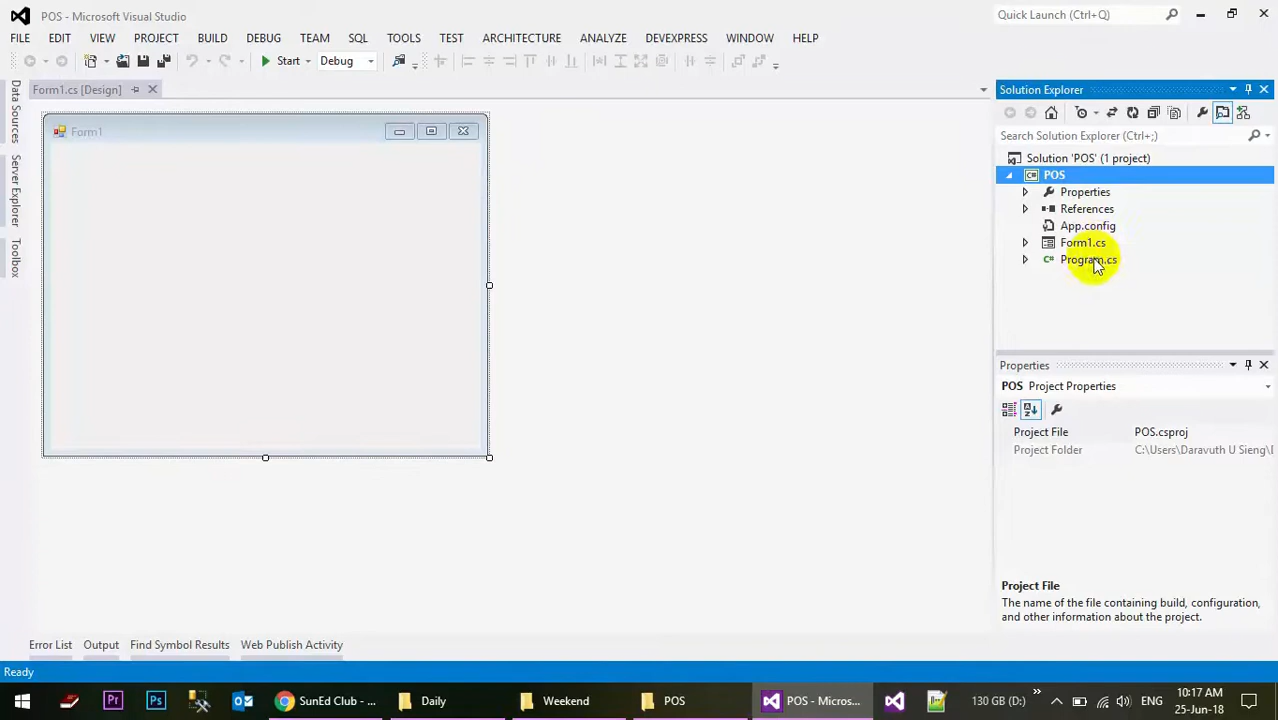 POS - Microsoft Visual Studio
Quick Launch (Ctrl+Q)
FILE EDIT VIEW PROJECT BUILD DEBUG TEAM SQL TOOLS TEST ARCHITECTURE ANALYZE DEVEXPRESS WINDOW HELP
Start Debug
Data Sources
Server Explorer
Toolbox
Form1.cs [Design]
Form1
Solution Explorer
Search Solution Explorer (Ctrl+;)
Solution 'POS' (1 project)
POS
Properties
References
App.config
Form1.cs
Program.cs
Properties
POS Project Properties
Project File POS.csproj
Project Folder C:\Users\Daravuth U Sieng\D
Project File
The name of the file containing build, configuration,
and other information about the project.
Error List Output Find Symbol Results Web Publish Activity
Ready
SunEd Club - ... Daily Weekend POS POS - Micros... 130 GB (D:) ENG
10:17 AM
25-Jun-18